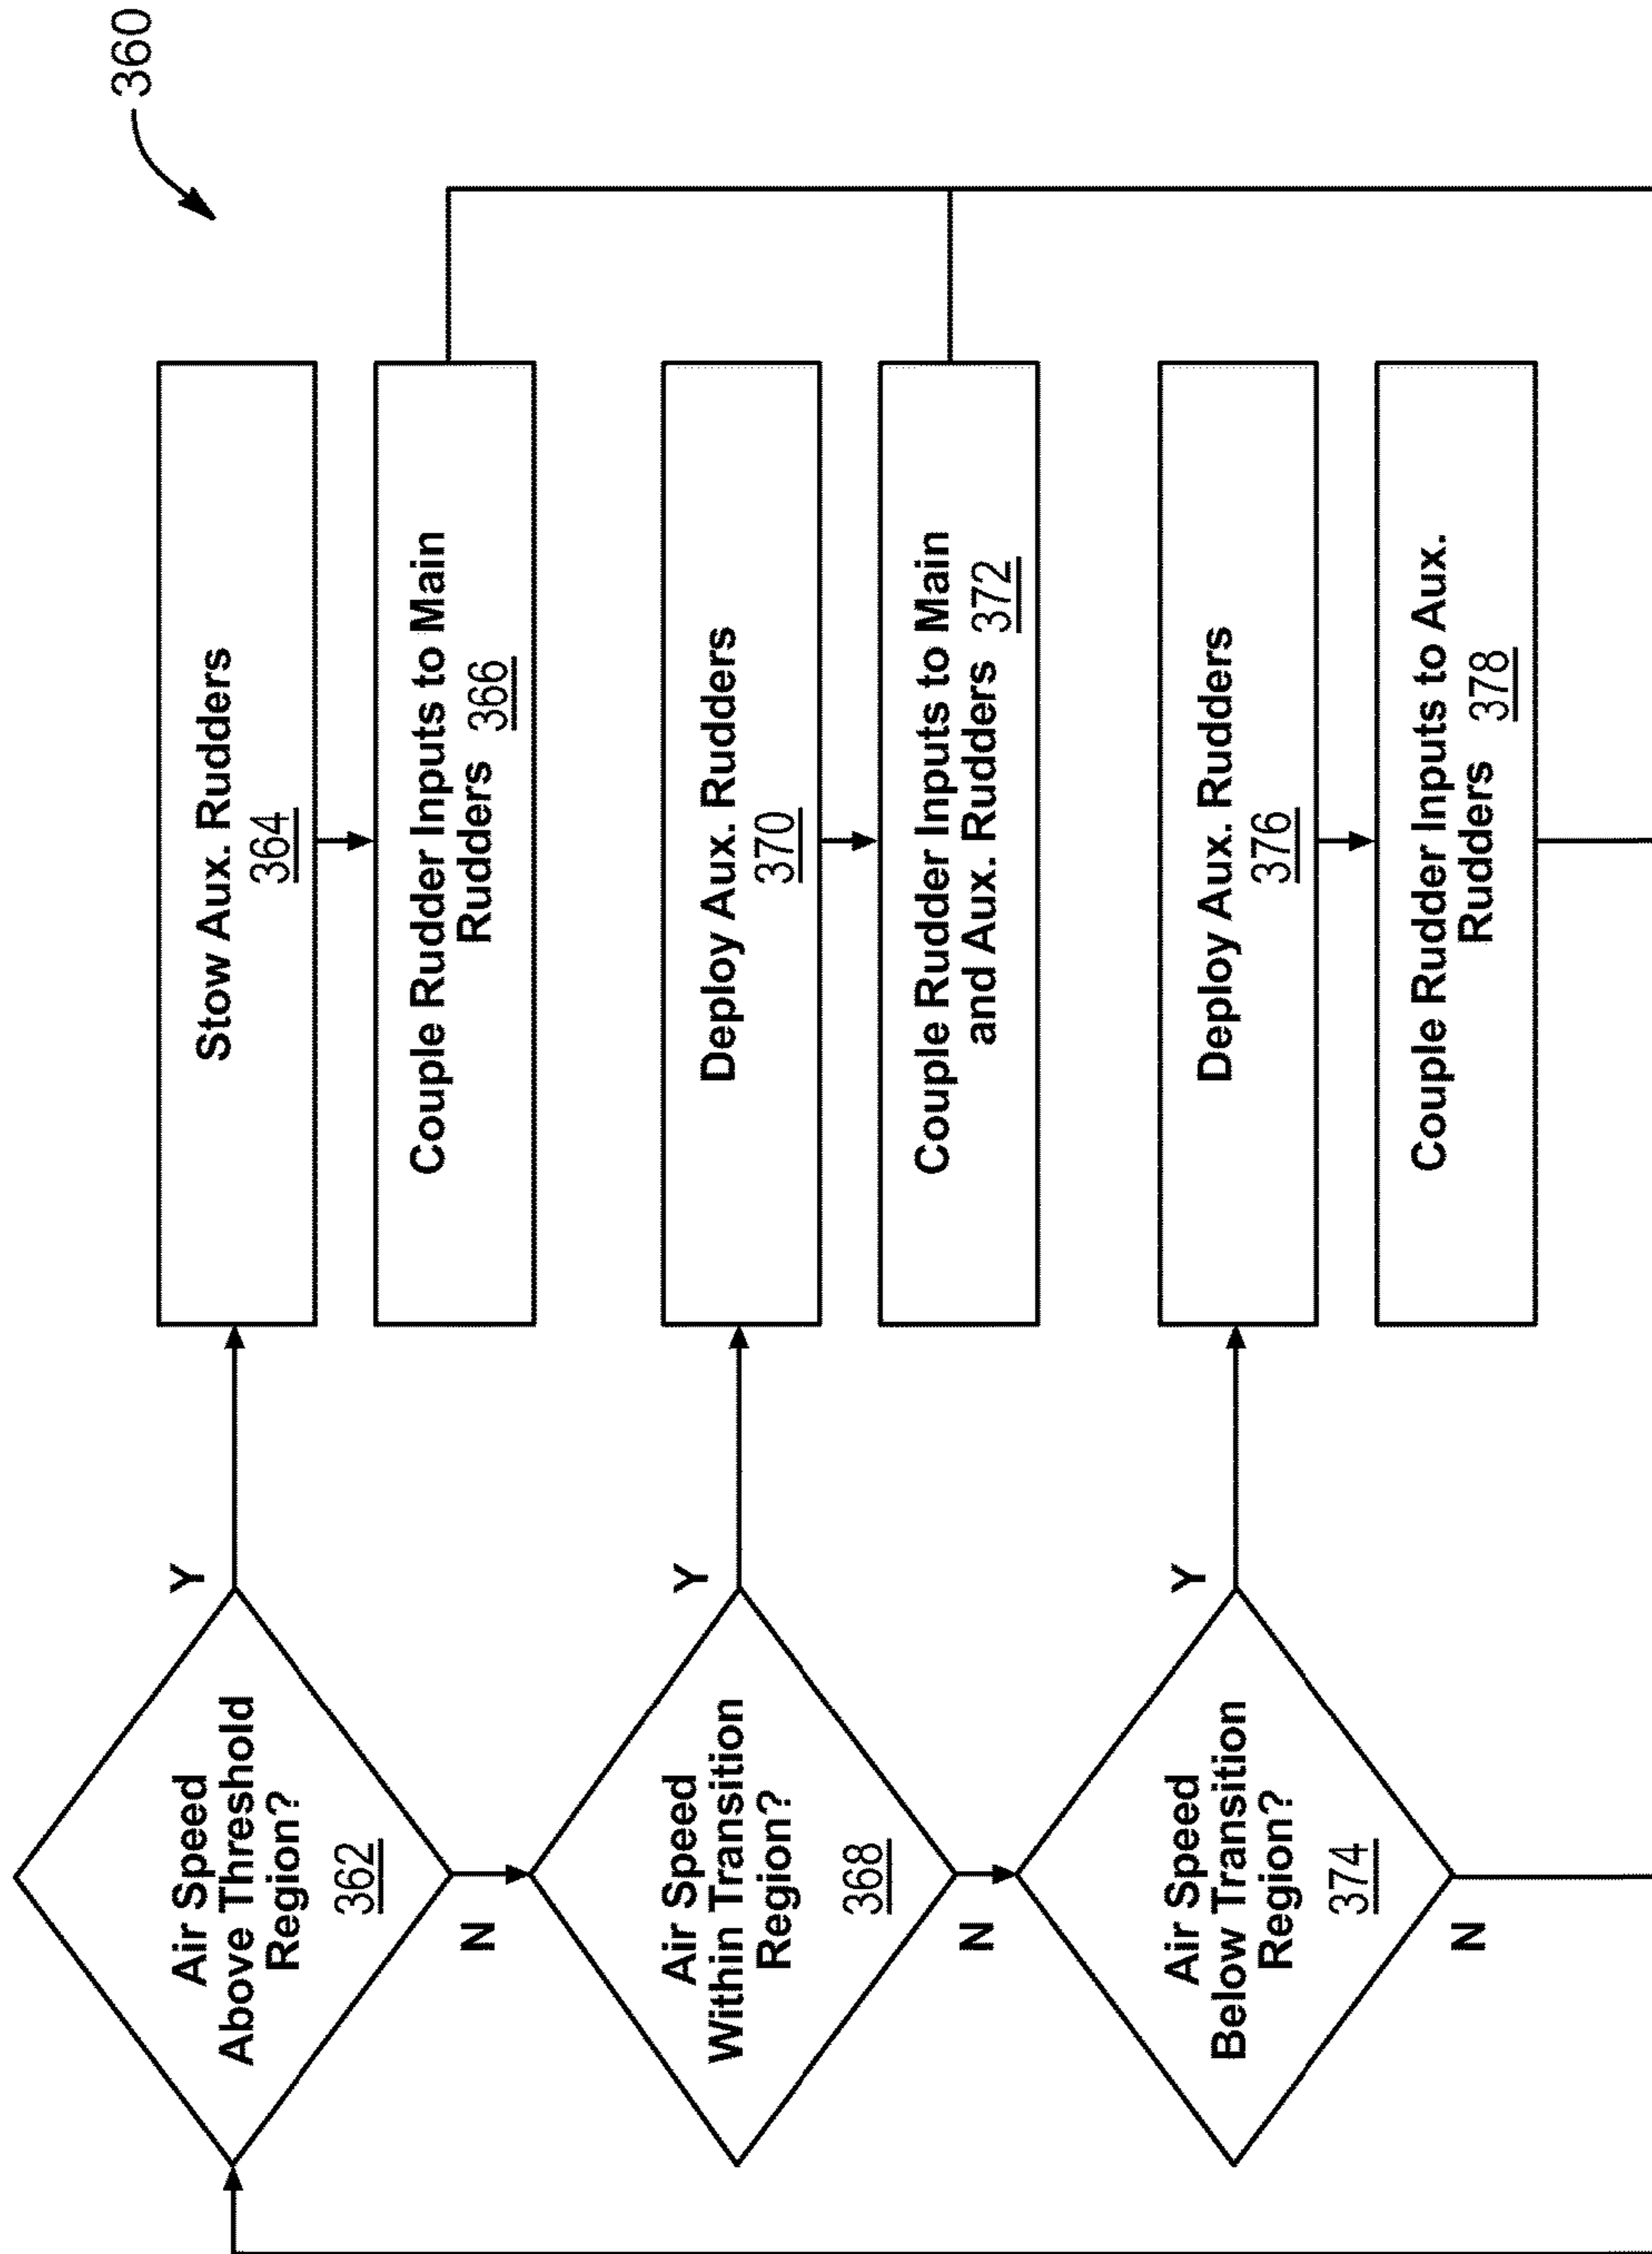 360
Air Speed
Above Threshold
Region?
362
Y
N
Stow Aux. Rudders
364
Couple Rudder Inputs to Main
Rudders 366
Air Speed
Within Transition
Region?
368
Y
N
Deploy Aux. Rudders
370
Couple Rudder Inputs to Main
and Aux. Rudders 372
Air Speed
Below Transition
Region?
374
Y
N
Deploy Aux. Rudders
376
Couple Rudder Inputs to Aux.
Rudders 378